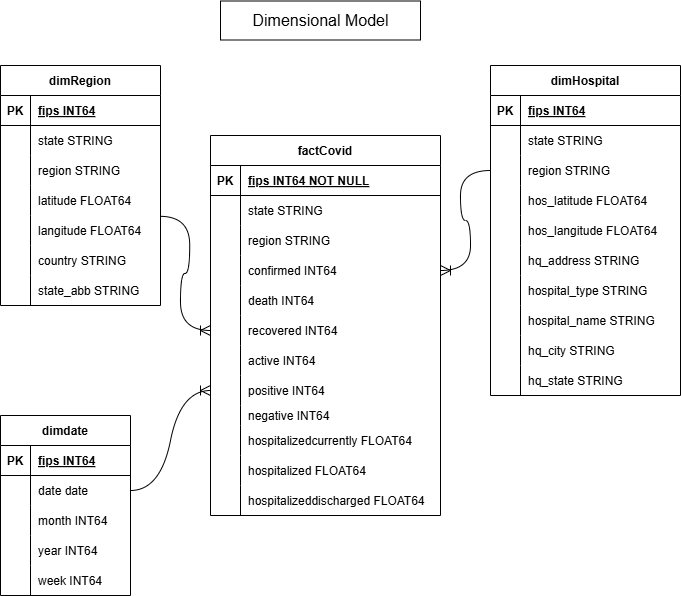 Dimensional Model
dimRegion
PK fips INT64
state STRING
region STRING
latitude FLOAT64
langitude FLOAT64
country STRING
state_abb STRING
factCovid
PK fips INT64 NOT NULL
state STRING
region STRING
confirmed INT64
death INT64
recovered INT64
active INT64
positive INT64
negative INT64
hospitalizedcurrently FLOAT64
hospitalized FLOAT64
hospitalizeddischarged FLOAT64
dimHospital
PK fips INT64
state STRING
region STRING
hos_latitude FLOAT64
hos_langitude FLOAT64
hq_address STRING
hospital_type STRING
hospital_name STRING
hq_city STRING
hq_state STRING
dimdate
PK fips INT64
date date
month INT64
year INT64
week INT64